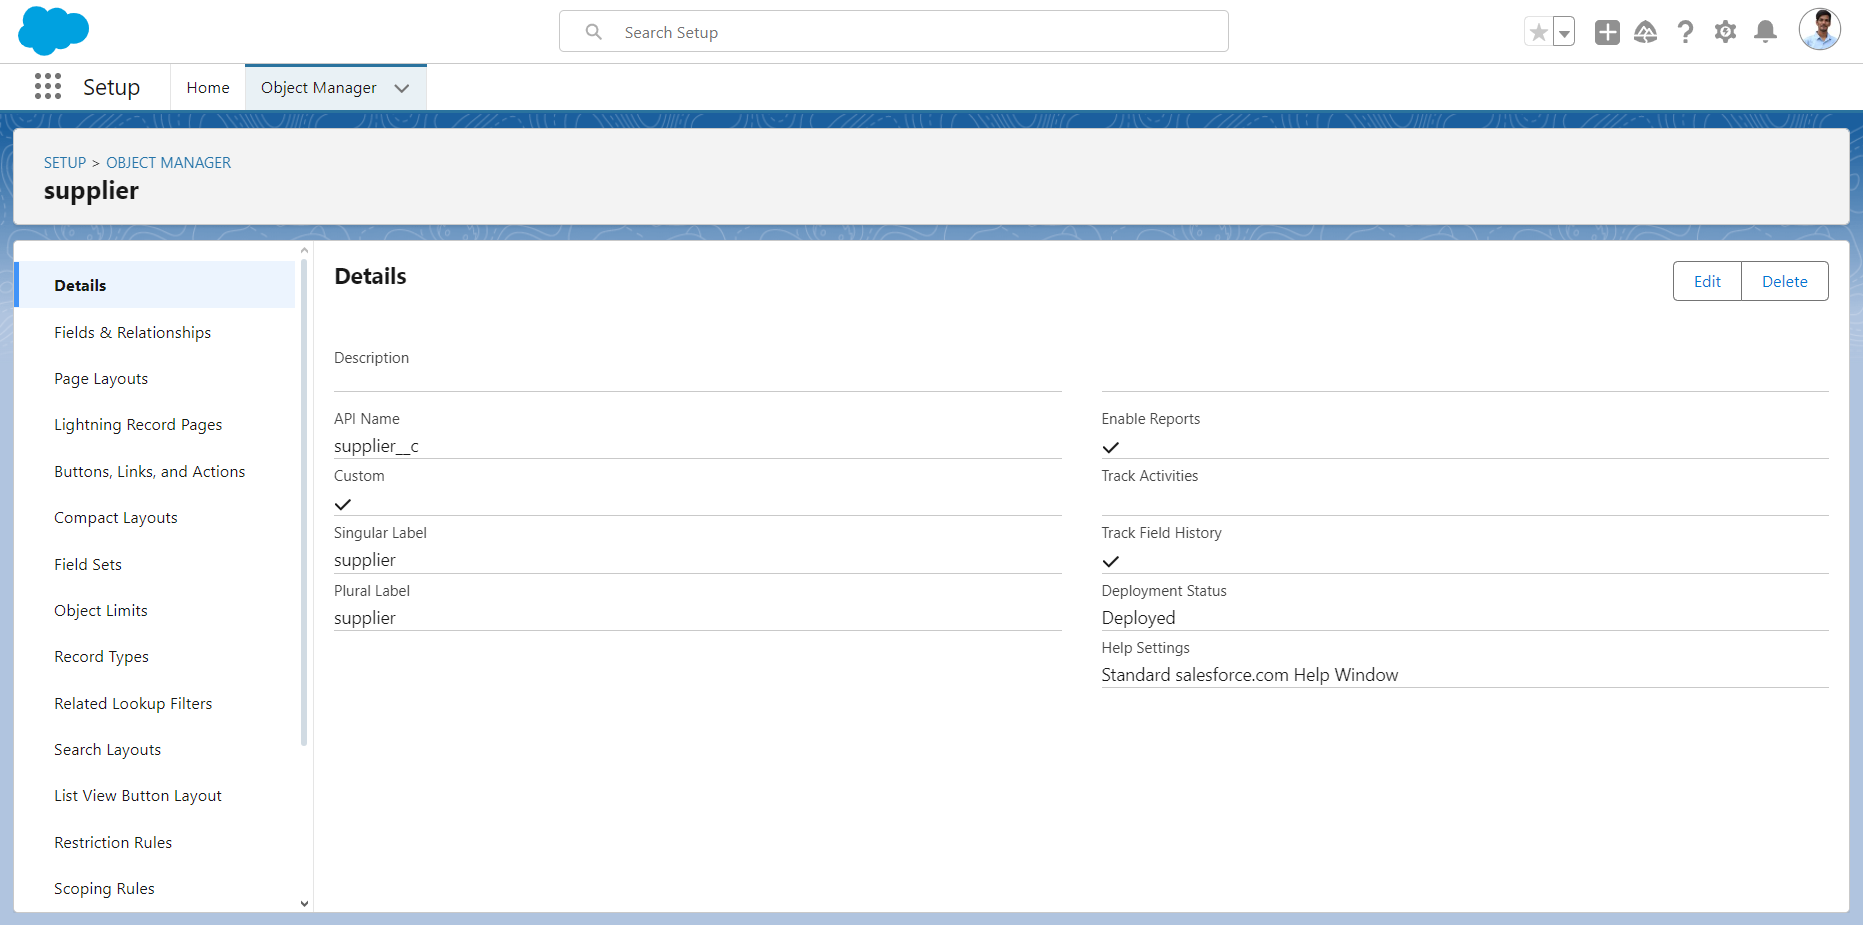 Search Setup
Setup
Home
Object Manager
SETUP > OBJECT MANAGER
supplier
Details
Fields & Relationships
Page Layouts
Lightning Record Pages
Buttons, Links, and Actions
Compact Layouts
Field Sets
Object Limits
Record Types
Related Lookup Filters
Search Layouts
List View Button Layout
Restriction Rules
Scoping Rules
Details
Edit
Delete
Description
API Name
supplier__c
Custom
Singular Label
supplier
Plural Label
supplier
Enable Reports
Track Activities
Track Field History
Deployment Status
Deployed
Help Settings
Standard salesforce.com Help Window